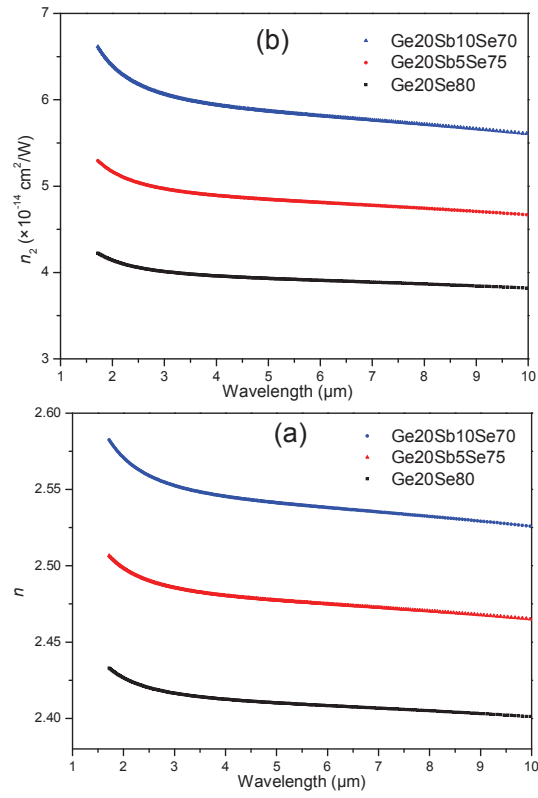 7
6
5
4
3
n₂ (×10⁻¹⁴ cm²/W)
(b)
Ge20Sb10Se70
Ge20Sb5Se75
Ge20Se80
1 2 3 4 5 6 7 8 9 10
Wavelength (µm)
2.60
2.55
2.50
2.45
2.40
n
(a)
Ge20Sb10Se70
Ge20Sb5Se75
Ge20Se80
1 2 3 4 5 6 7 8 9 10
Wavelength (µm)